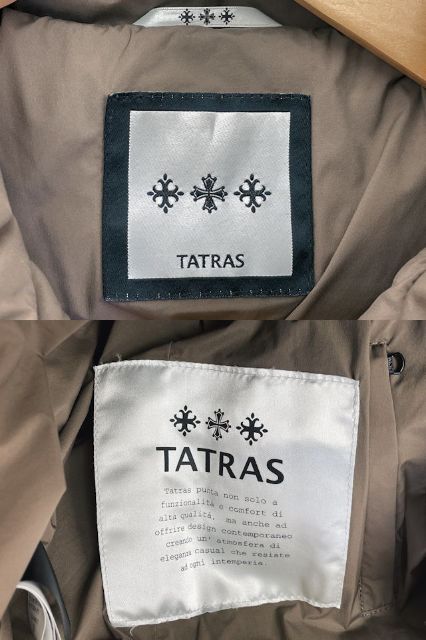 TATRAS
TATRAS
Tatras punta non solo a
funzionalità e comfort di
alta qualità, ma anche ad
offrire design contemporaneo
creando un' atmosfera di
eleganza casual che resiste
ad ogni intemperia.